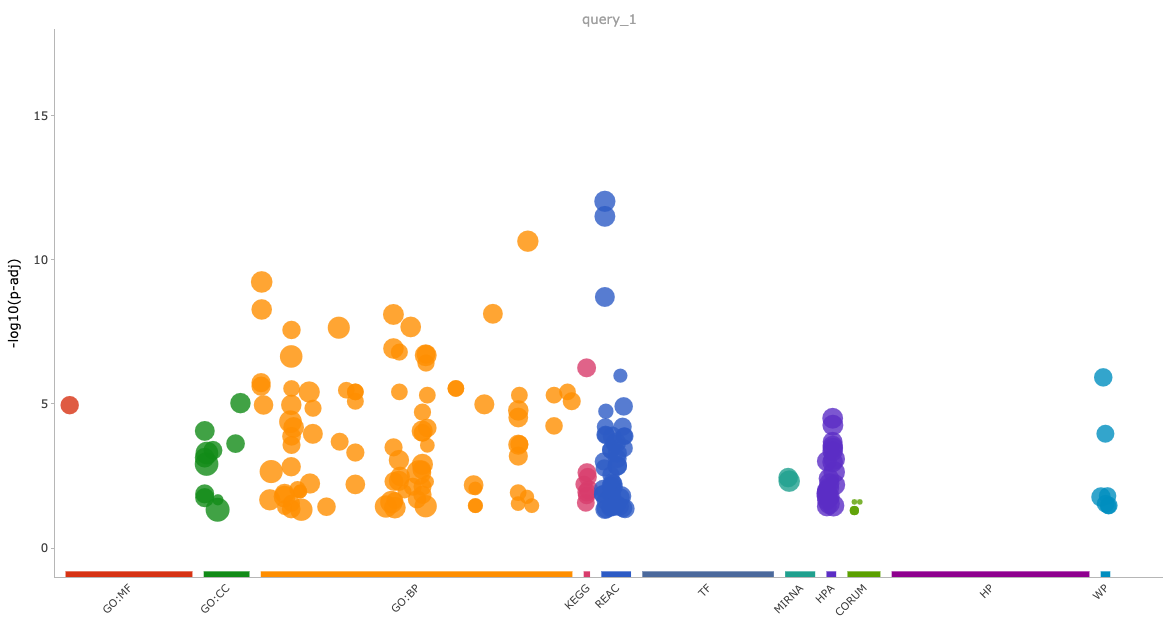 query_1
15
10
5
0
-log10(p-adj)
GO:MF
GO:CC
GO:BP
KEGG
REAC
TF
MIRNA
HPA
CORUM
HP
WP